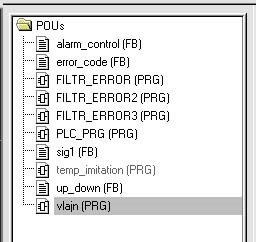 POUs
alarm_control (FB)
error_code (FB)
FILTR_ERROR (PRG)
FILTR_ERROR2 (PRG)
FILTR_ERROR3 (PRG)
PLC_PRG (PRG)
sig1 (FB)
temp_imitation (PRG)
up_down (FB)
vlajn (PRG)